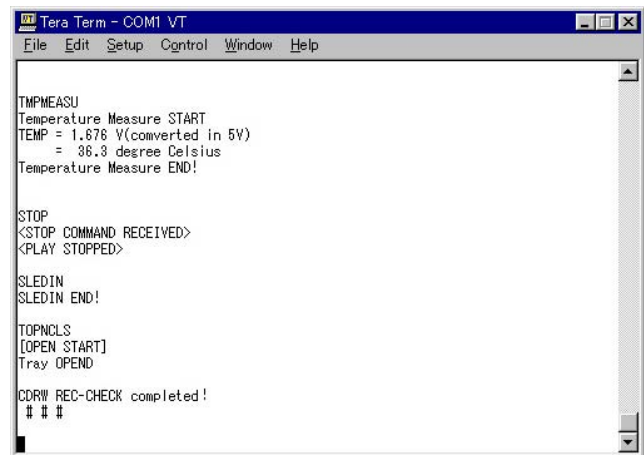 Tera Term - COM1 VT
File Edit Setup Control Window Help
TMPMEASU
Temperature Measure START
TEMP = 1.676 V(comverted in 5V)
= 36.3 degree Celsius
Temperature Measure END!
STOP
<STOP COMMAND RECEIVED>
<PLAY STOPPED>
SLEDIN
SLEDIN END!
TOPNCLS
[OPEN START]
Tray OPEND
CDRW REC-CHECK completed!
# # #